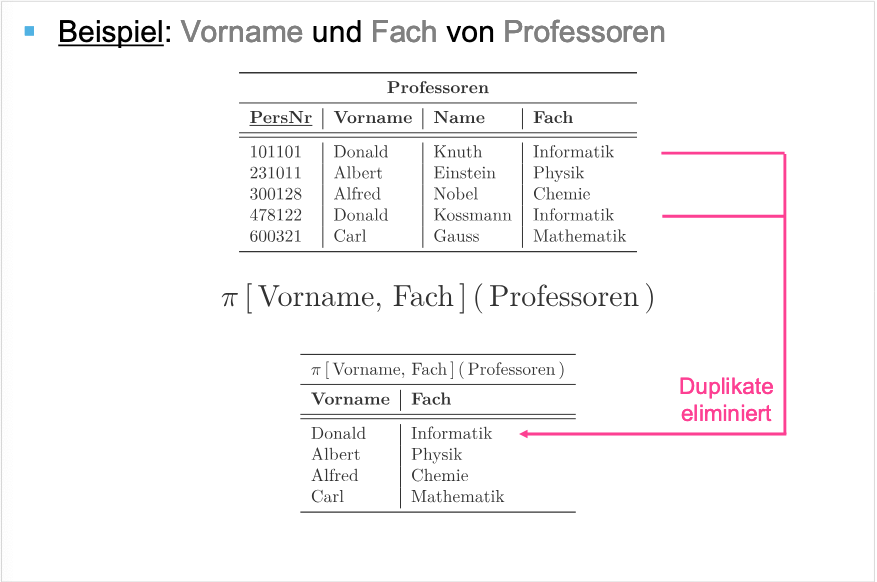 Beispiel: Vorname und Fach von Professoren
Professoren
PersNr Vorname Name Fach
101101 Donald Knuth Informatik
231011 Albert Einstein Physik
300128 Alfred Nobel Chemie
478122 Donald Kossmann Informatik
600321 Carl Gauss Mathematik
π [ Vorname, Fach ] ( Professoren )
π [ Vorname, Fach ] ( Professoren )
Vorname Fach
Donald Informatik
Albert Physik
Alfred Chemie
Carl Mathematik
Duplikate
eliminiert